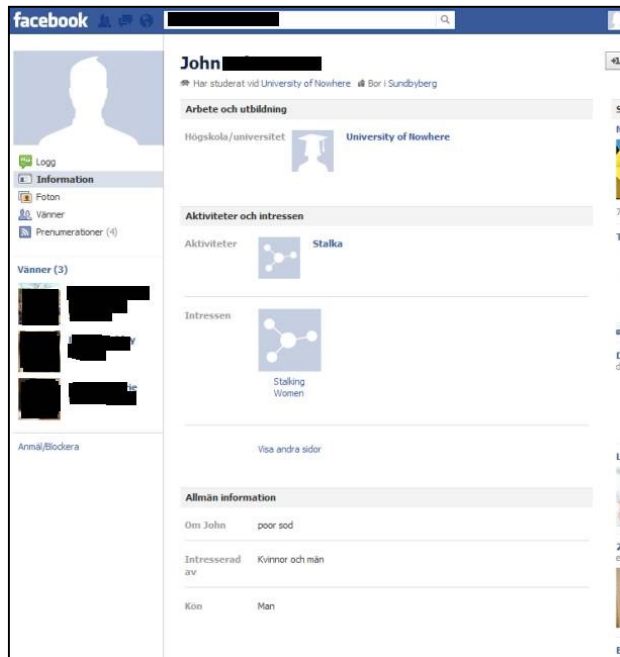 facebook
John
Har studerat vid University of Nowhere Bor i Sundbyberg
Arbete och utbildning
Högskola/universitet University of Nowhere
Logg
Information
Foton
Vänner
Prenumerationer (4)
Vänner (3)
Anmäl/Blockera
Aktiviteter och intressen
Aktiviteter Stalka
Intressen
Stalking
Women
Visa andra sidor
Allmän information
Om John poor sod
Intresserad av Kvinnor och män
Kön Man